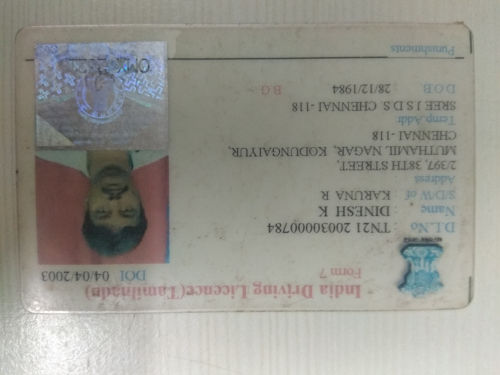 India Driving Licence(Tamilnadu)
Form 7
D.L.No : TN21 20030000784
DOI 04/04/2003
Name : DINESH K
S/D/W of : KARUNA R
Address
2/397, 38TH STREET,
MUTHAMIL NAGAR, KODUNGAIYUR,
CHENNAI -118
Temp.Addr
SREE J S D S CHENNAI -118
D O B : 28/12/1984 B G
Punishments